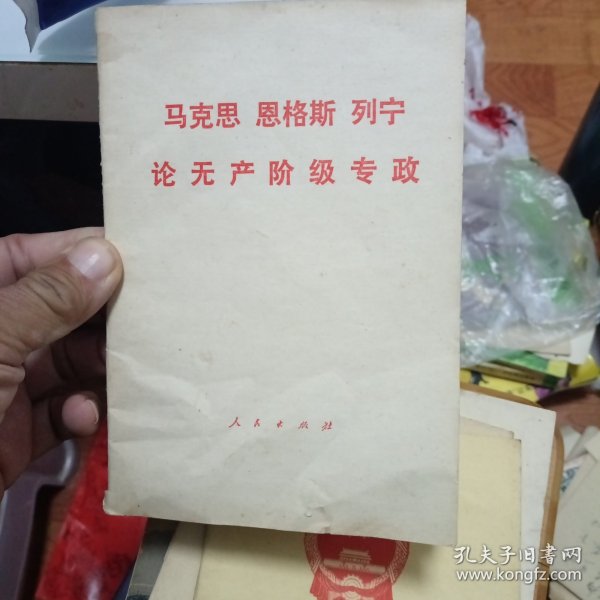 马克思 恩格斯 列宁
论无产阶级专政
人民出版社
孔夫子旧书网
www.kongfz.com